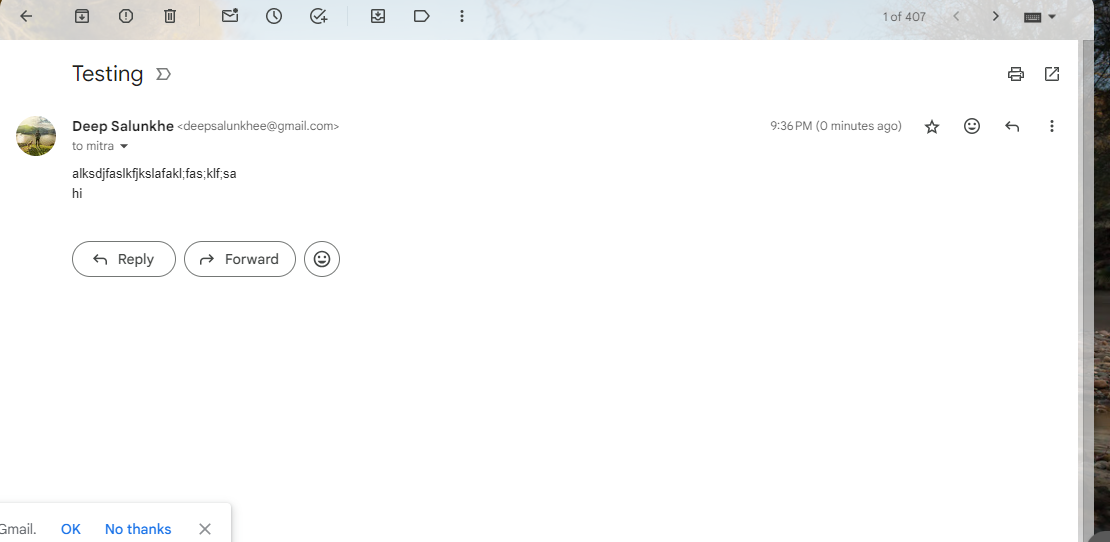 1 of 407
Testing
Deep Salunkhe <deepsalunkhee@gmail.com>
9:36 PM (0 minutes ago)
to mitra
alksdjfaslkfjkslafakl;fas;klf;sa
hi
Reply
Forward
Gmail. OK No thanks